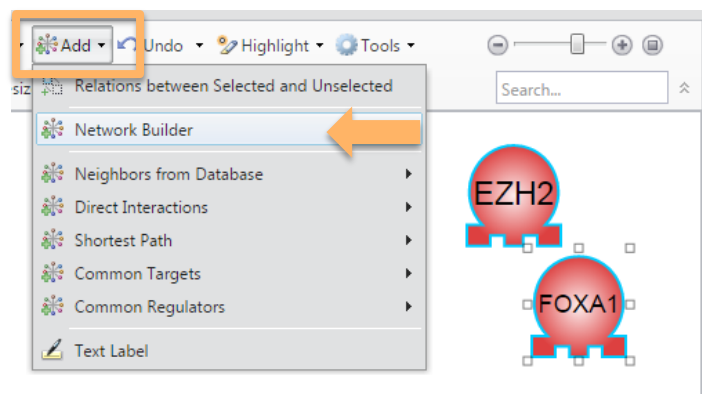 Add Undo Highlight Tools
siz Relations between Selected and Unselected Search...
Network Builder
Neighbors from Database
Direct Interactions
Shortest Path
Common Targets
Common Regulators
Text Label
EZH2
FOXA1